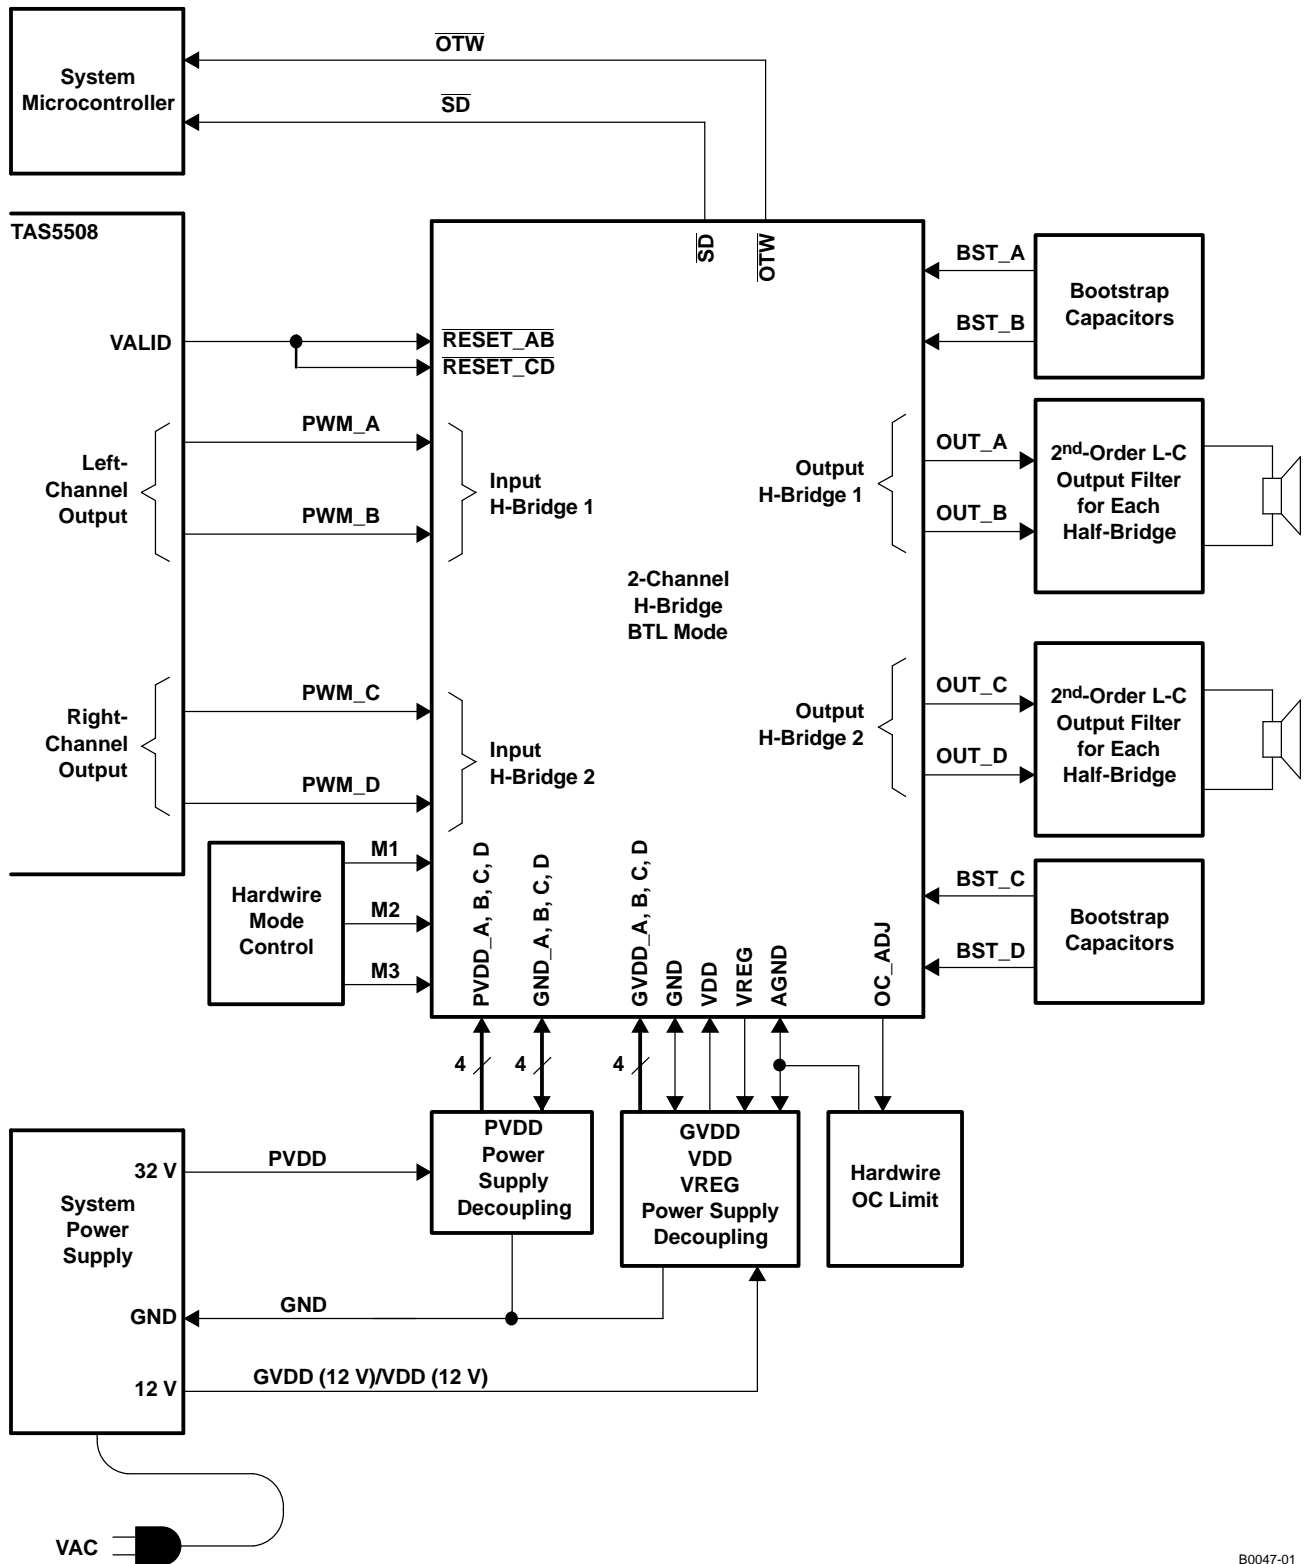 OTW
System
Microcontroller
SD
TAS5508
SD
OTW
BST_A
Bootstrap
Capacitors
BST_B
VALID
RESET_AB
RESET_CD
PWM_A
Left-
Channel
Output
PWM_B
Input
H-Bridge 1
Output
H-Bridge 1
OUT_A
OUT_B
2nd-Order L-C
Output Filter
for Each
Half-Bridge
2-Channel
H-Bridge
BTL Mode
PWM_C
Right-
Channel
Output
PWM_D
Input
H-Bridge 2
Output
H-Bridge 2
OUT_C
OUT_D
2nd-Order L-C
Output Filter
for Each
Half-Bridge
Hardwire
Mode
Control
M1
M2
M3
PVDD_A, B, C, D
GND_A, B, C, D
GVDD_A, B, C, D
GND
VDD
VREG
AGND
OC_ADJ
BST_C
Bootstrap
Capacitors
BST_D
4
4
4
PVDD
Power
Supply
Decoupling
GVDD
VDD
VREG
Power Supply
Decoupling
Hardwire
OC Limit
32 V
PVDD
System
Power
Supply
GND
GND
12 V
GVDD (12 V)/VDD (12 V)
VAC
B0047-01